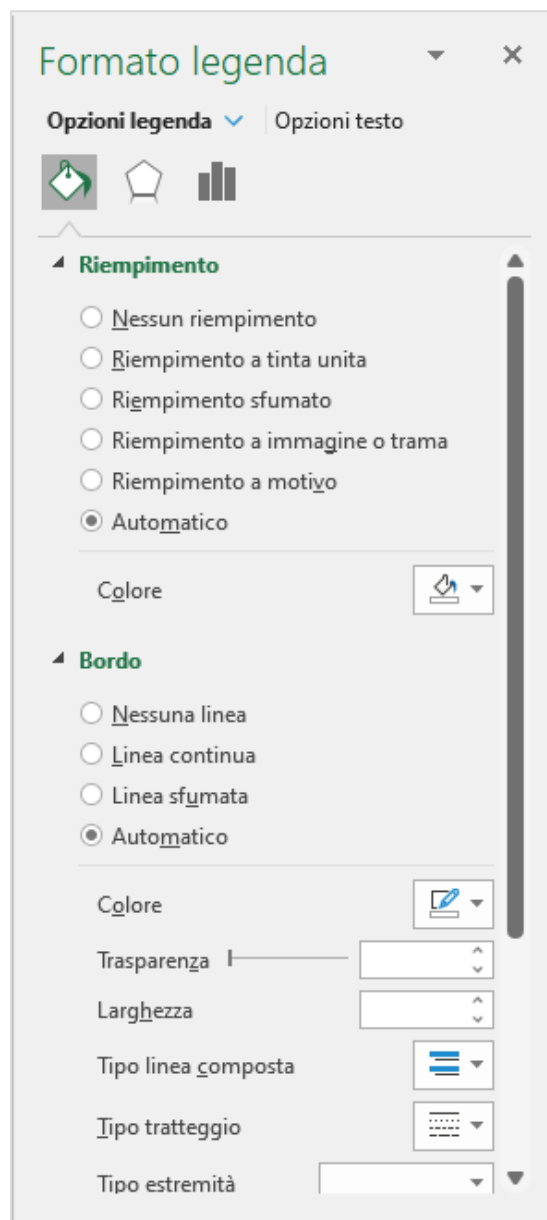 Formato legenda
Opzioni legenda Opzioni testo
Riempimento
Nessun riempimento
Riempimento a tinta unita
Riempimento sfumato
Riempimento a immagine o trama
Riempimento a motivo
Automatico
Colore
Bordo
Nessuna linea
Linea continua
Linea sfumata
Automatico
Colore
Trasparenza
Larghezza
Tipo linea composta
Tipo tratteggio
Tipo estremità